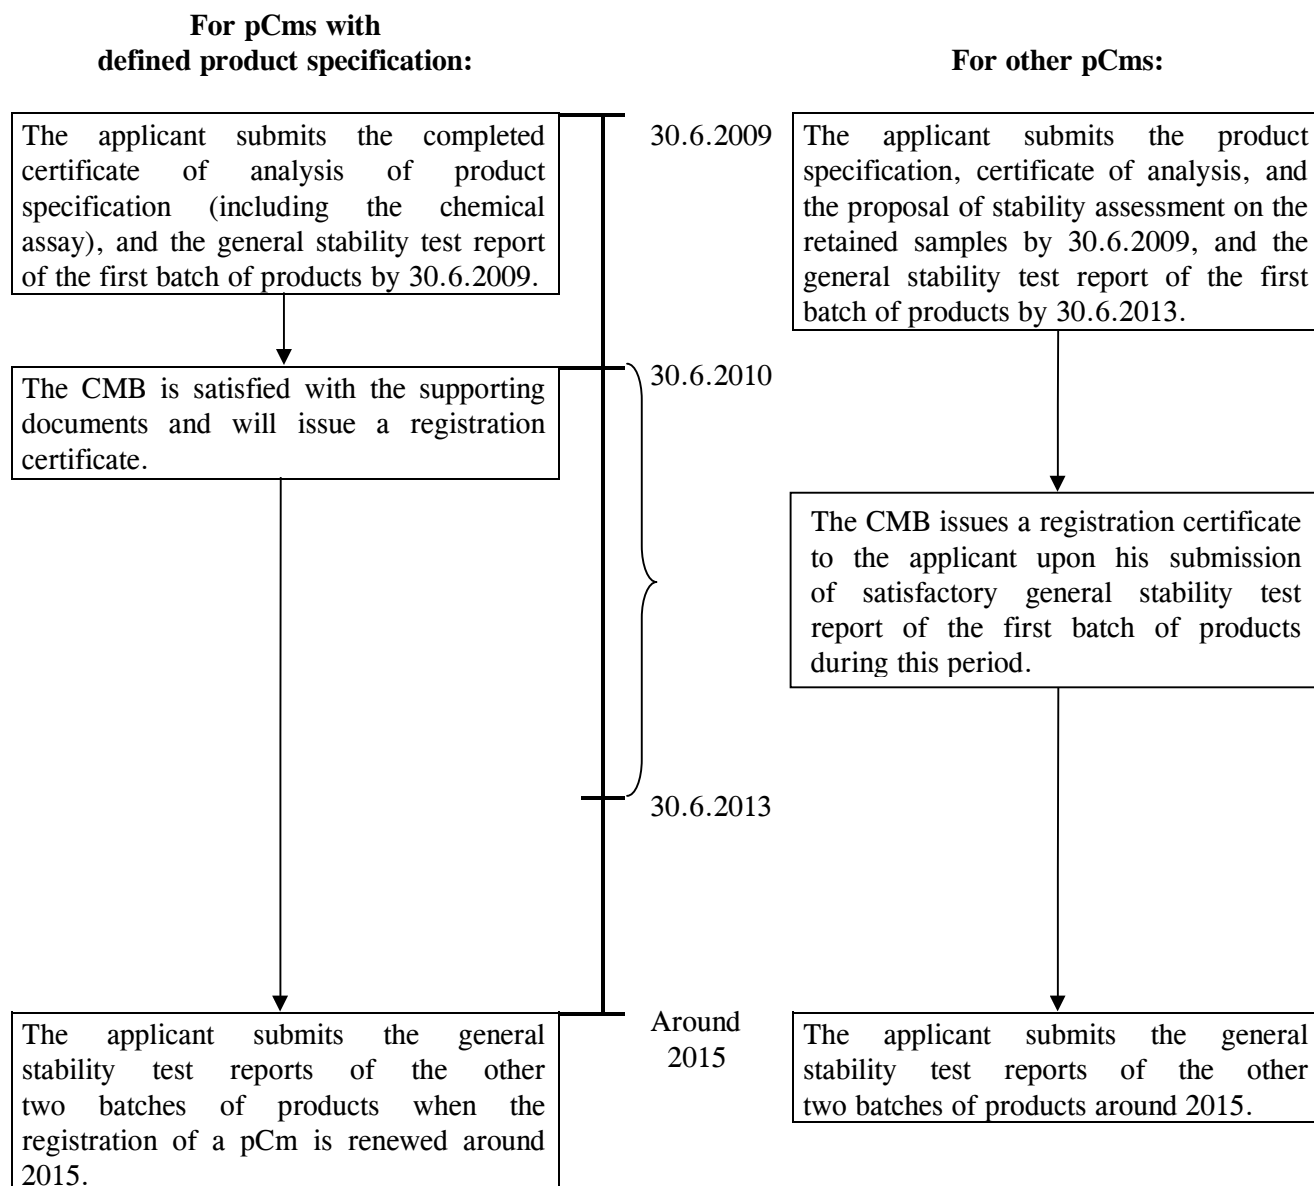 For pCms with
defined product specification:
For other pCms:
The applicant submits the completed
certificate of analysis of product
specification (including the chemical
assay), and the general stability test report
of the first batch of products by 30.6.2009.
30.6.2009
The applicant submits the product
specification, certificate of analysis, and
the proposal of stability assessment on the
retained samples by 30.6.2009, and the
general stability test report of the first
batch of products by 30.6.2013.
The CMB is satisfied with the supporting
documents and will issue a registration
certificate.
30.6.2010
The CMB issues a registration certificate
to the applicant upon his submission
of satisfactory general stability test
report of the first batch of products
during this period.
30.6.2013
The applicant submits the general
stability test reports of the other
two batches of products when the
registration of a pCm is renewed around
2015.
Around
2015
The applicant submits the general
stability test reports of the other
two batches of products around 2015.